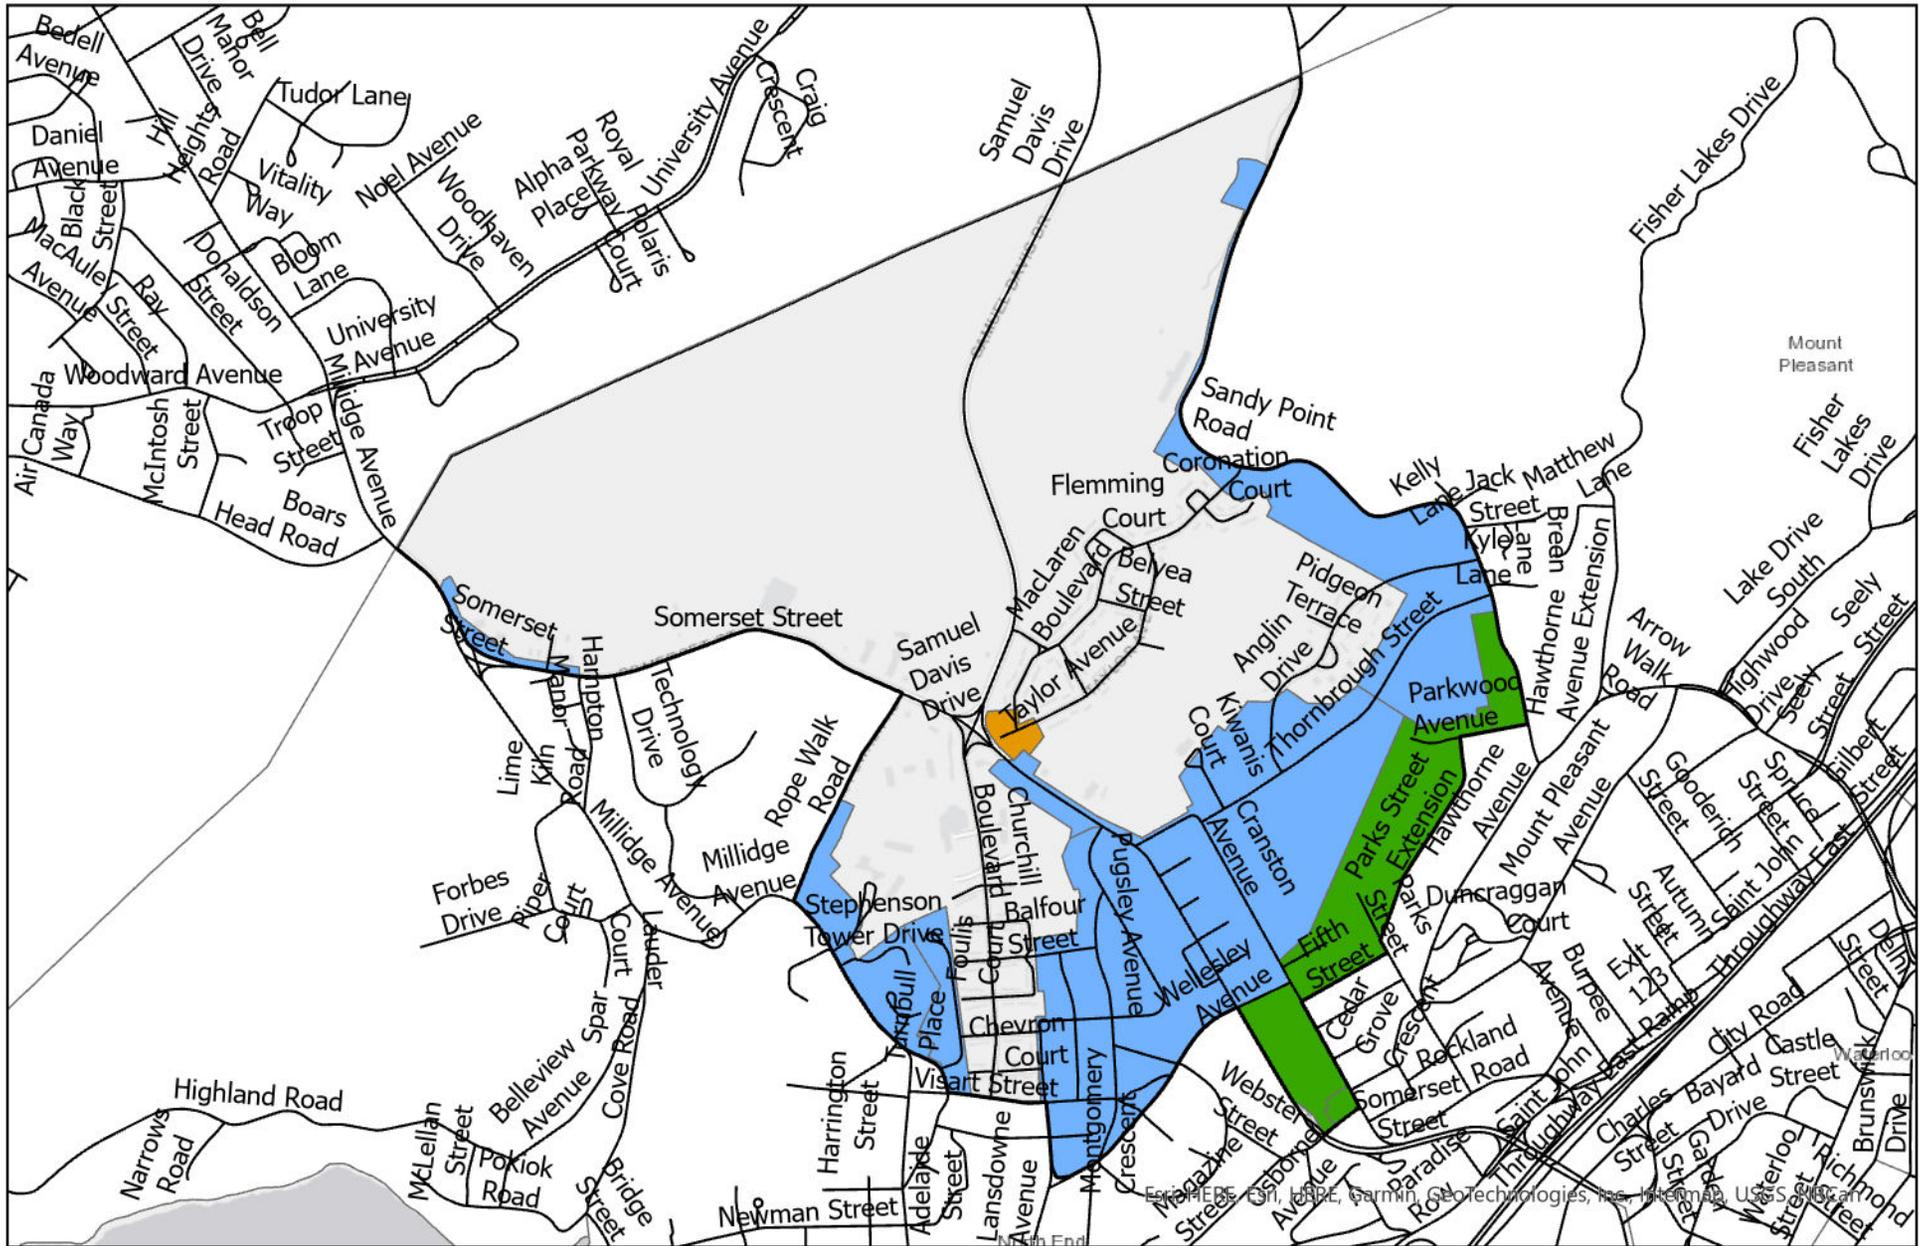 Bedell
Avenue
Daniel
Avenue
Bell
Manor
Drive
Hill
Heights
Road
Tudor Lane
Vitality
Way
Noel Avenue
Woodhaven
Drive
Alpha
Place
Royal
Parkway
Polaris
Court
University Avenue
Craig
Crescent
Samuel
Davis
Drive
SAMUEL DAVIS DR
Fisher Lakes Drive
Mount
Pleasant
Fisher
Lakes
Drive
Black
Street
MacAuley
Avenue
Ray
Street
Donaldson
Street
Bloom
Lane
University
Avenue
Woodward Avenue
Air Canada
Way
McIntosh
Street
Troop
Street
Millidge Avenue
Boars
Head Road
Sandy Point
Road
Coronation
Court
Flemming
Court
Kelly
Lane
Jack
Street
Matthew
Lane
Kyle
Lane
Lane
Breen
Hawthorne
Avenue Extension
Lake Drive
South
Highwood
Drive
Seely
Street
Seely
Street
Arrow
Walk
Road
Gilbert
Street
MacLaren
Boulevard
Belyea
Street
Pidgeon
Terrace
Anglin
Drive
Thornbrough Street
Taylor Avenue
Samuel
Davis
Drive
Somerset
Street
Somerset Street
Manor
Hampton
Road
Technology
Drive
Lime
Kiln
Rope Walk
Road
Kiwanis
Court
Parkwood
Avenue
Parks Street
Extension
Hawthorne
Avenue
Mount Pleasant
Avenue
Gooderich
Street
Spruce
Street
Churchill
Boulevard
Cranston
Avenue
Pugsley Avenue
Millidge Avenue
Millidge
Avenue
Forbes
Drive
Piper
Court
Lauder
Court
Stephenson
Tower Drive
Balfour
Street
Foulis
Court
Turnbull
Place
Chevron
Court
Visart Street
Wellesley
Avenue
Fifth
Street
Parks
Street
Duncraggan
Court
Autumn
Street
Saint John
Throughway East
Exit
123
East Ramp
Burpee
Avenue
Cedar
Grove
Crescent
Rockland
Road
Somerset
Street
Saint John
Throughway
City Road
Castle
Street
Delhi
Street
Waterloo
Brunswick
Drive
Charles
Street
Bayard
Drive
Garden
Street
Waterloo
Street
Richmond
Street
Paradise
Row
Webster
Street
Magazine
Street
Osborne
Avenue
Montgomery
Crescent
Harrington
Street
Adelaide
Street
Lansdowne
Avenue
Newman Street
Spar
Cove Road
Belleview
Avenue
Highland Road
Narrows
Road
McLellan
Street
Pokiok
Road
Bridge
Street
North End
Esri, HERE, Esri, HERE, Garmin, GeoTechnologies, Inc., Intermap, USGS, NRCan